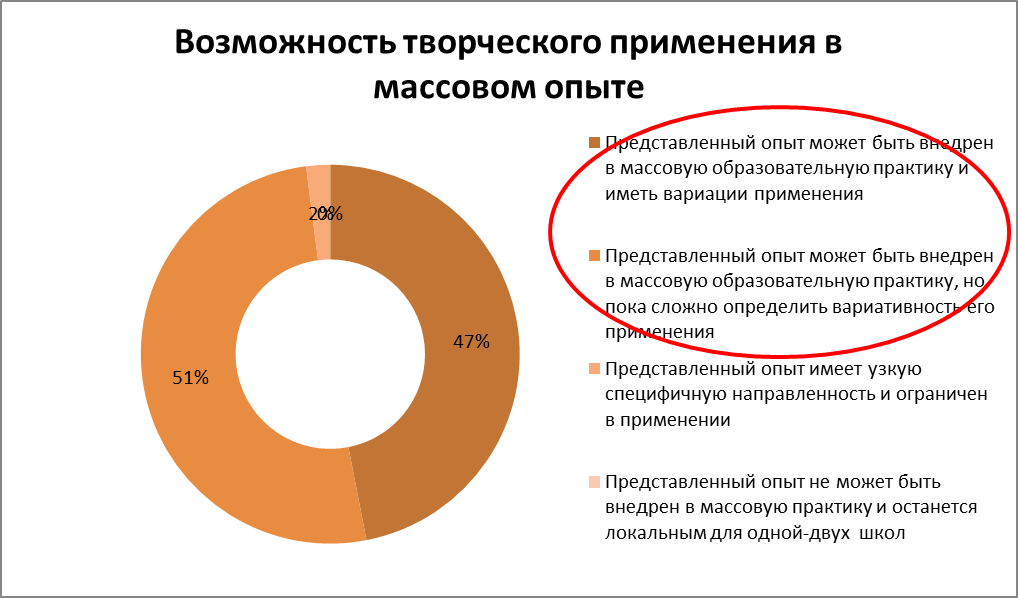 Возможность творческого применения в
массовом опыте
Представленный опыт может быть внедрен
в массовую образовательную практику и
иметь вариации применения
Представленный опыт может быть внедрен
в массовую образовательную практику, но
пока сложно определить вариативность его
применения
Представленный опыт имеет узкую
специфичную направленность и ограничен
в применении
Представленный опыт не может быть
внедрен в массовую практику и останется
локальным для одной-двух школ
2%
0%
47%
51%